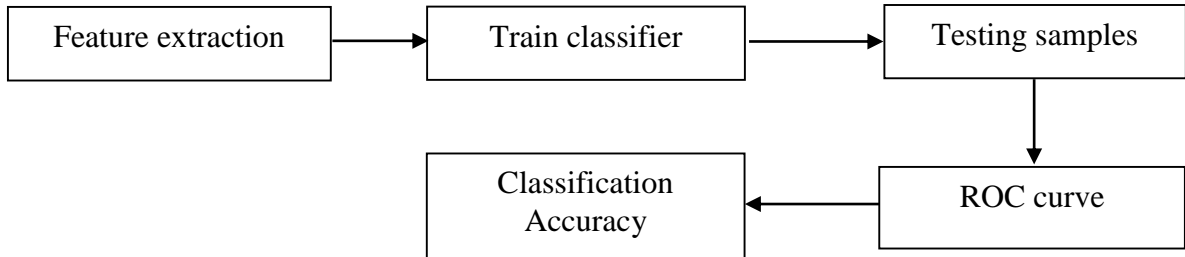 Feature extraction
Train classifier
Testing samples
ROC curve
Classification
Accuracy